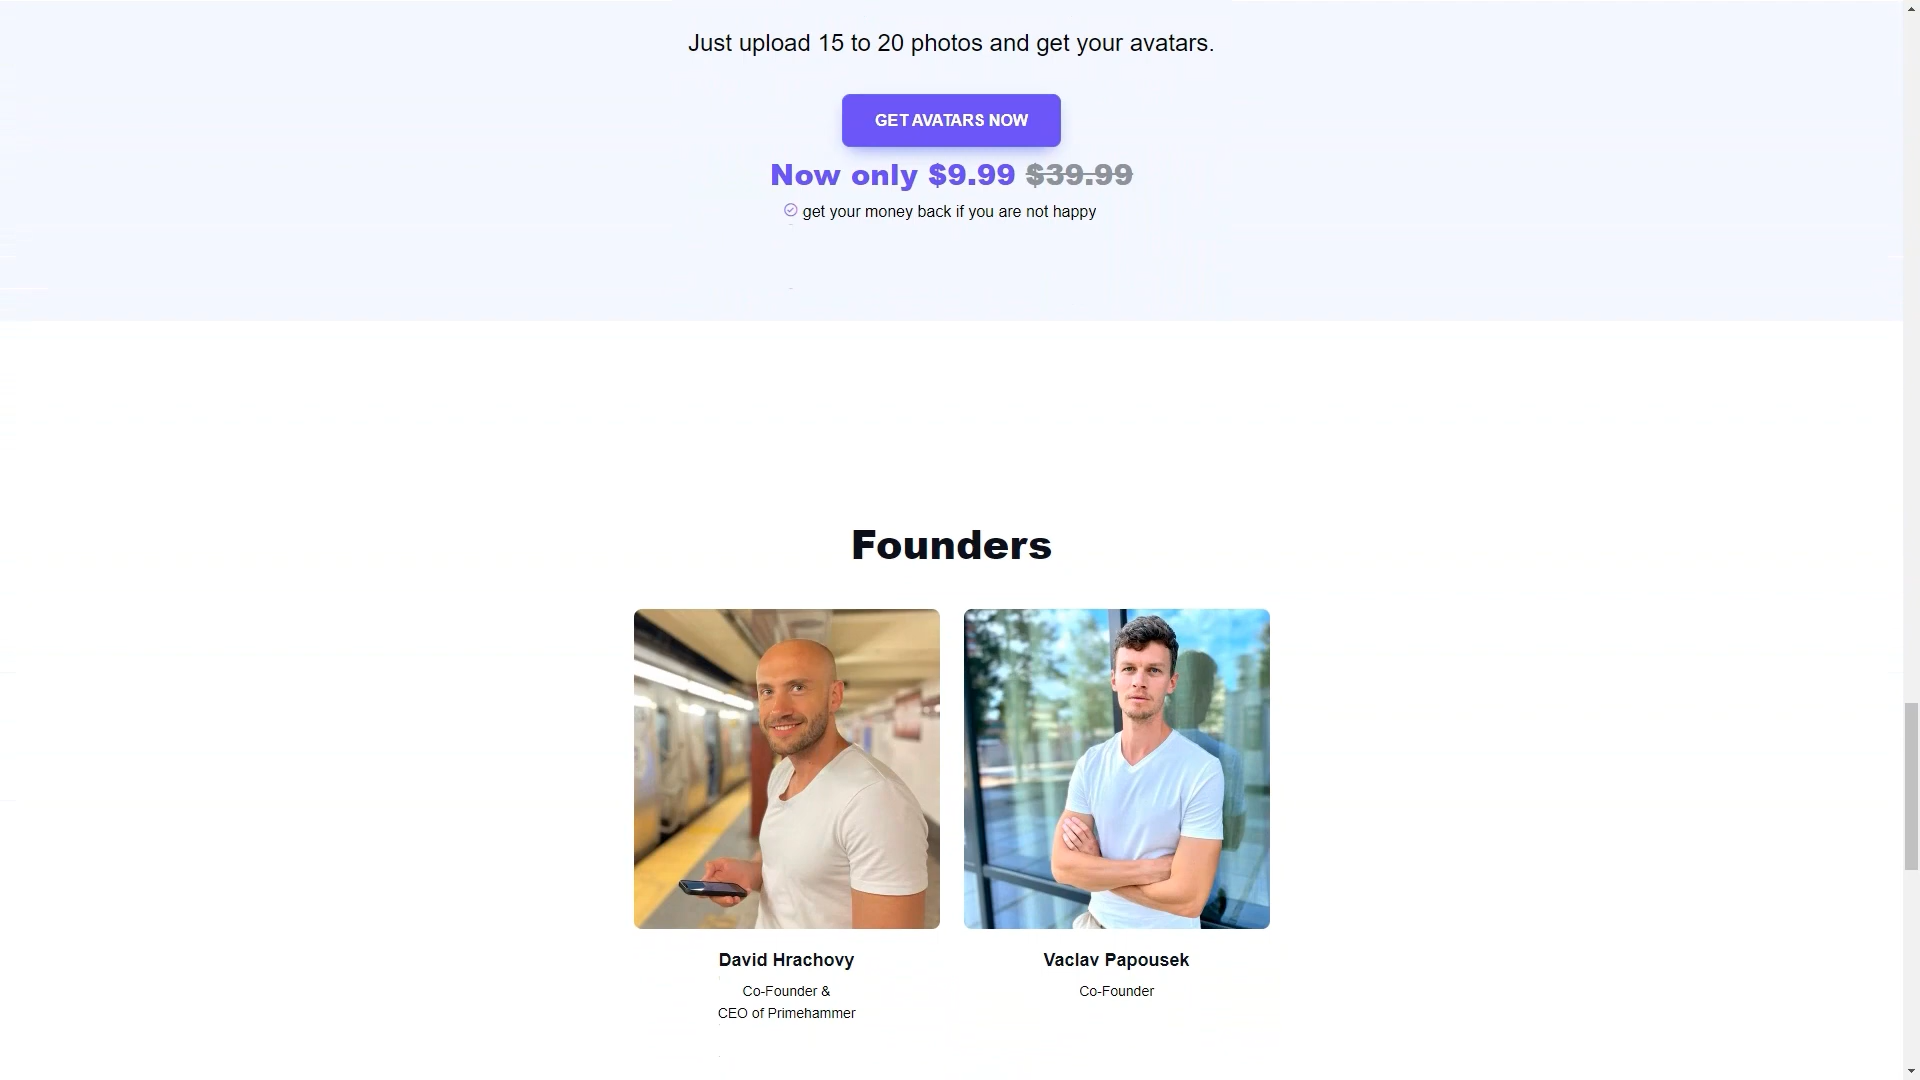 Just upload 15 to 20 photos and get your avatars.
GET AVATARS NOW
Now only $9.99 $39.99
get your money back if you are not happy
Founders
David Hrachovy
Co-Founder &
CEO of Primehammer
Vaclav Papousek
Co-Founder